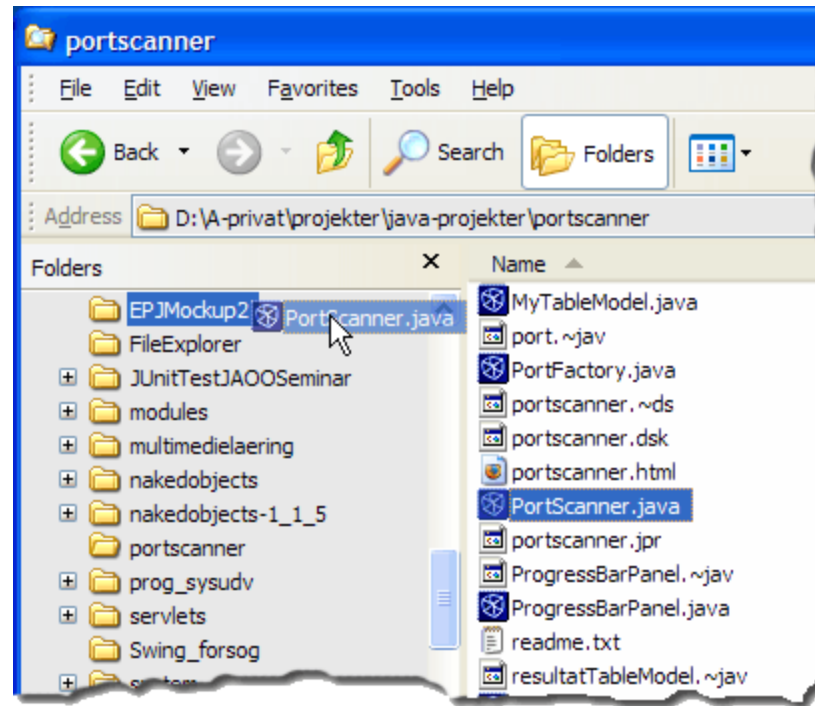 portscanner
File Edit View Favorites Tools Help
Back Search Folders
Address D:\A-privat\projekter\java-projekter\portscanner
Folders
EPJMockup2
PortScanner.java
FileExplorer
JUnitTestJAOOSeminar
modules
multimedielaering
nakedobjects
nakedobjects-1_1_5
portscanner
prog_sysudv
servlets
Swing_forsog
Name
MyTableModel.java
port.~jav
PortFactory.java
portscanner.~ds
portscanner.dsk
portscanner.html
PortScanner.java
portscanner.jpr
ProgressBarPanel.~jav
ProgressBarPanel.java
readme.txt
resultatTableModel.~jav